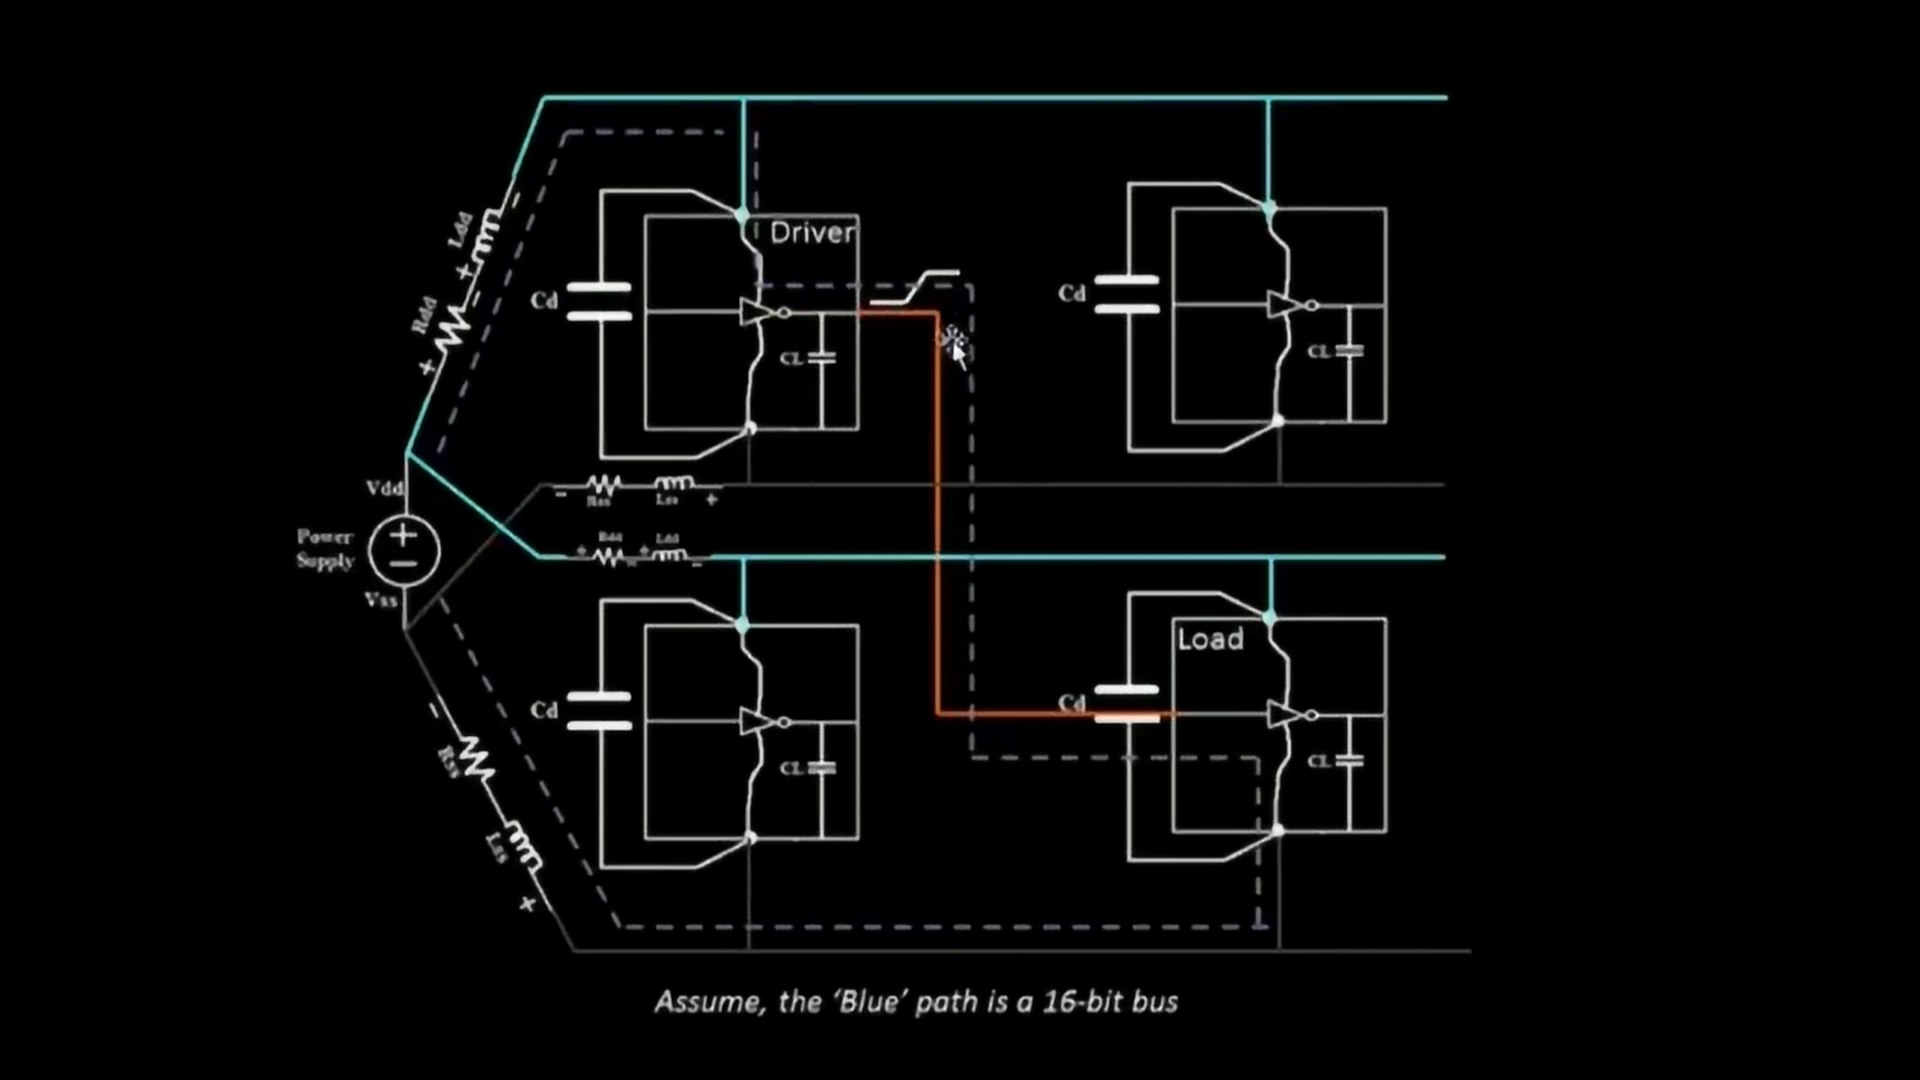 Driver
Ldd
Cd
Cd
Rdd
CL
CL
Vdd
Rss
Lss
Rdd
Ldd
Power
Supply
Vss
Load
Cd
Cd
Rss
CL
CL
Lss
Assume, the ‘Blue’ path is a 16-bit bus